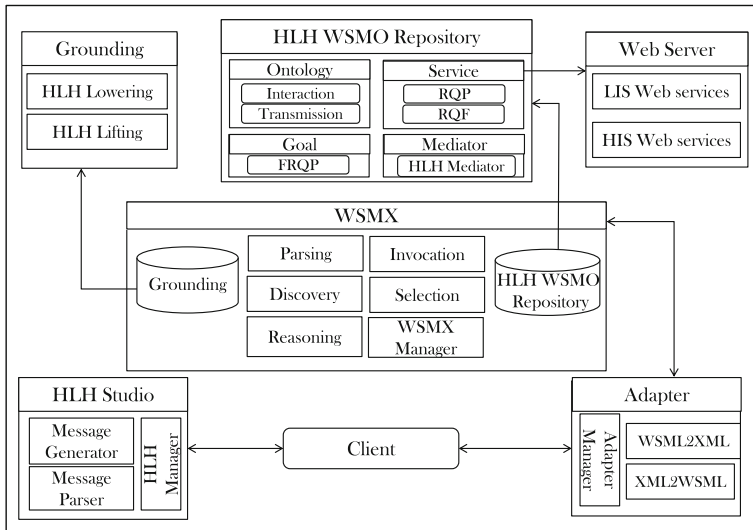 Grounding
HLH Lowering
HLH Lifting
HLH WSMO Repository
Ontology
Interaction
Transmission
Service
RQP
RQF
Goal
FRQP
Mediator
HLH Mediator
Web Server
LIS Web services
HIS Web services
WSMX
Grounding
Parsing
Invocation
Discovery
Selection
Reasoning
WSMX
Manager
HLH WSMO
Repository
HLH Studio
Message
Generator
Message
Parser
HLH
Manager
Client
Adapter
Adapter
Manager
WSML2XML
XML2WSML